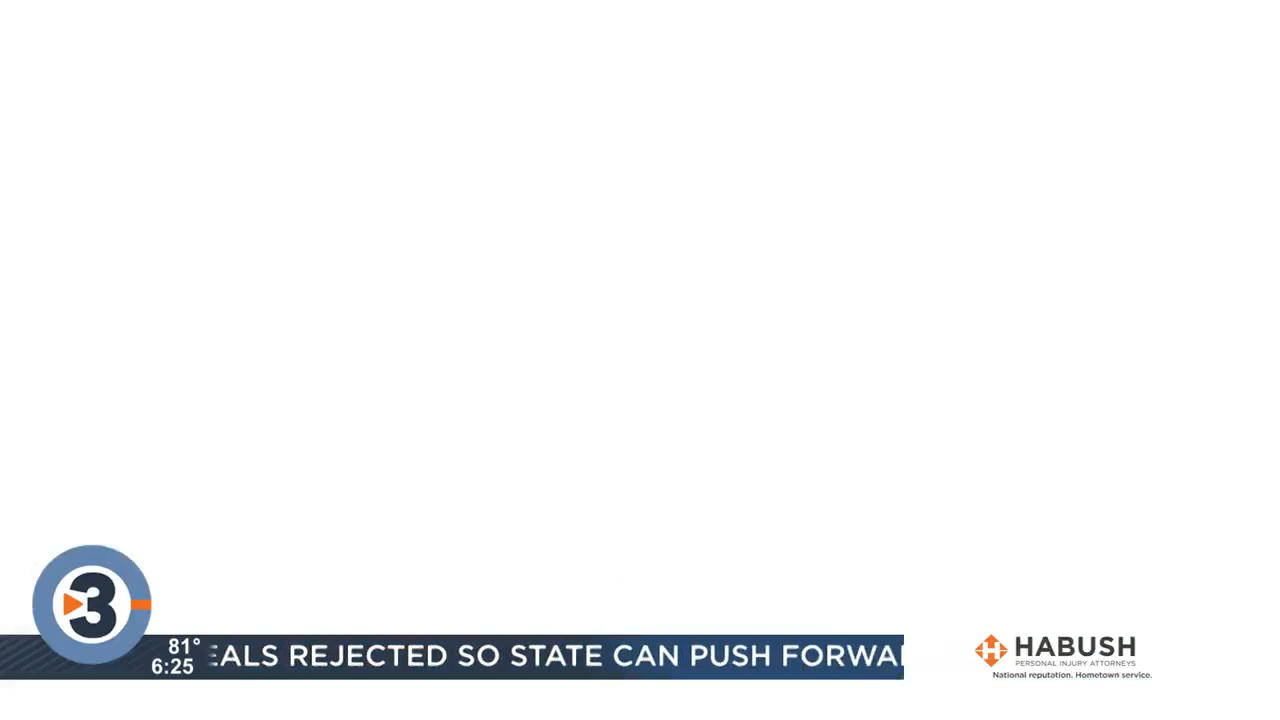 3
81°
6:25
EALS REJECTED SO STATE CAN PUSH FORWA
HABUSH
PERSONAL INJURY ATTORNEYS
National reputation. Hometown service.